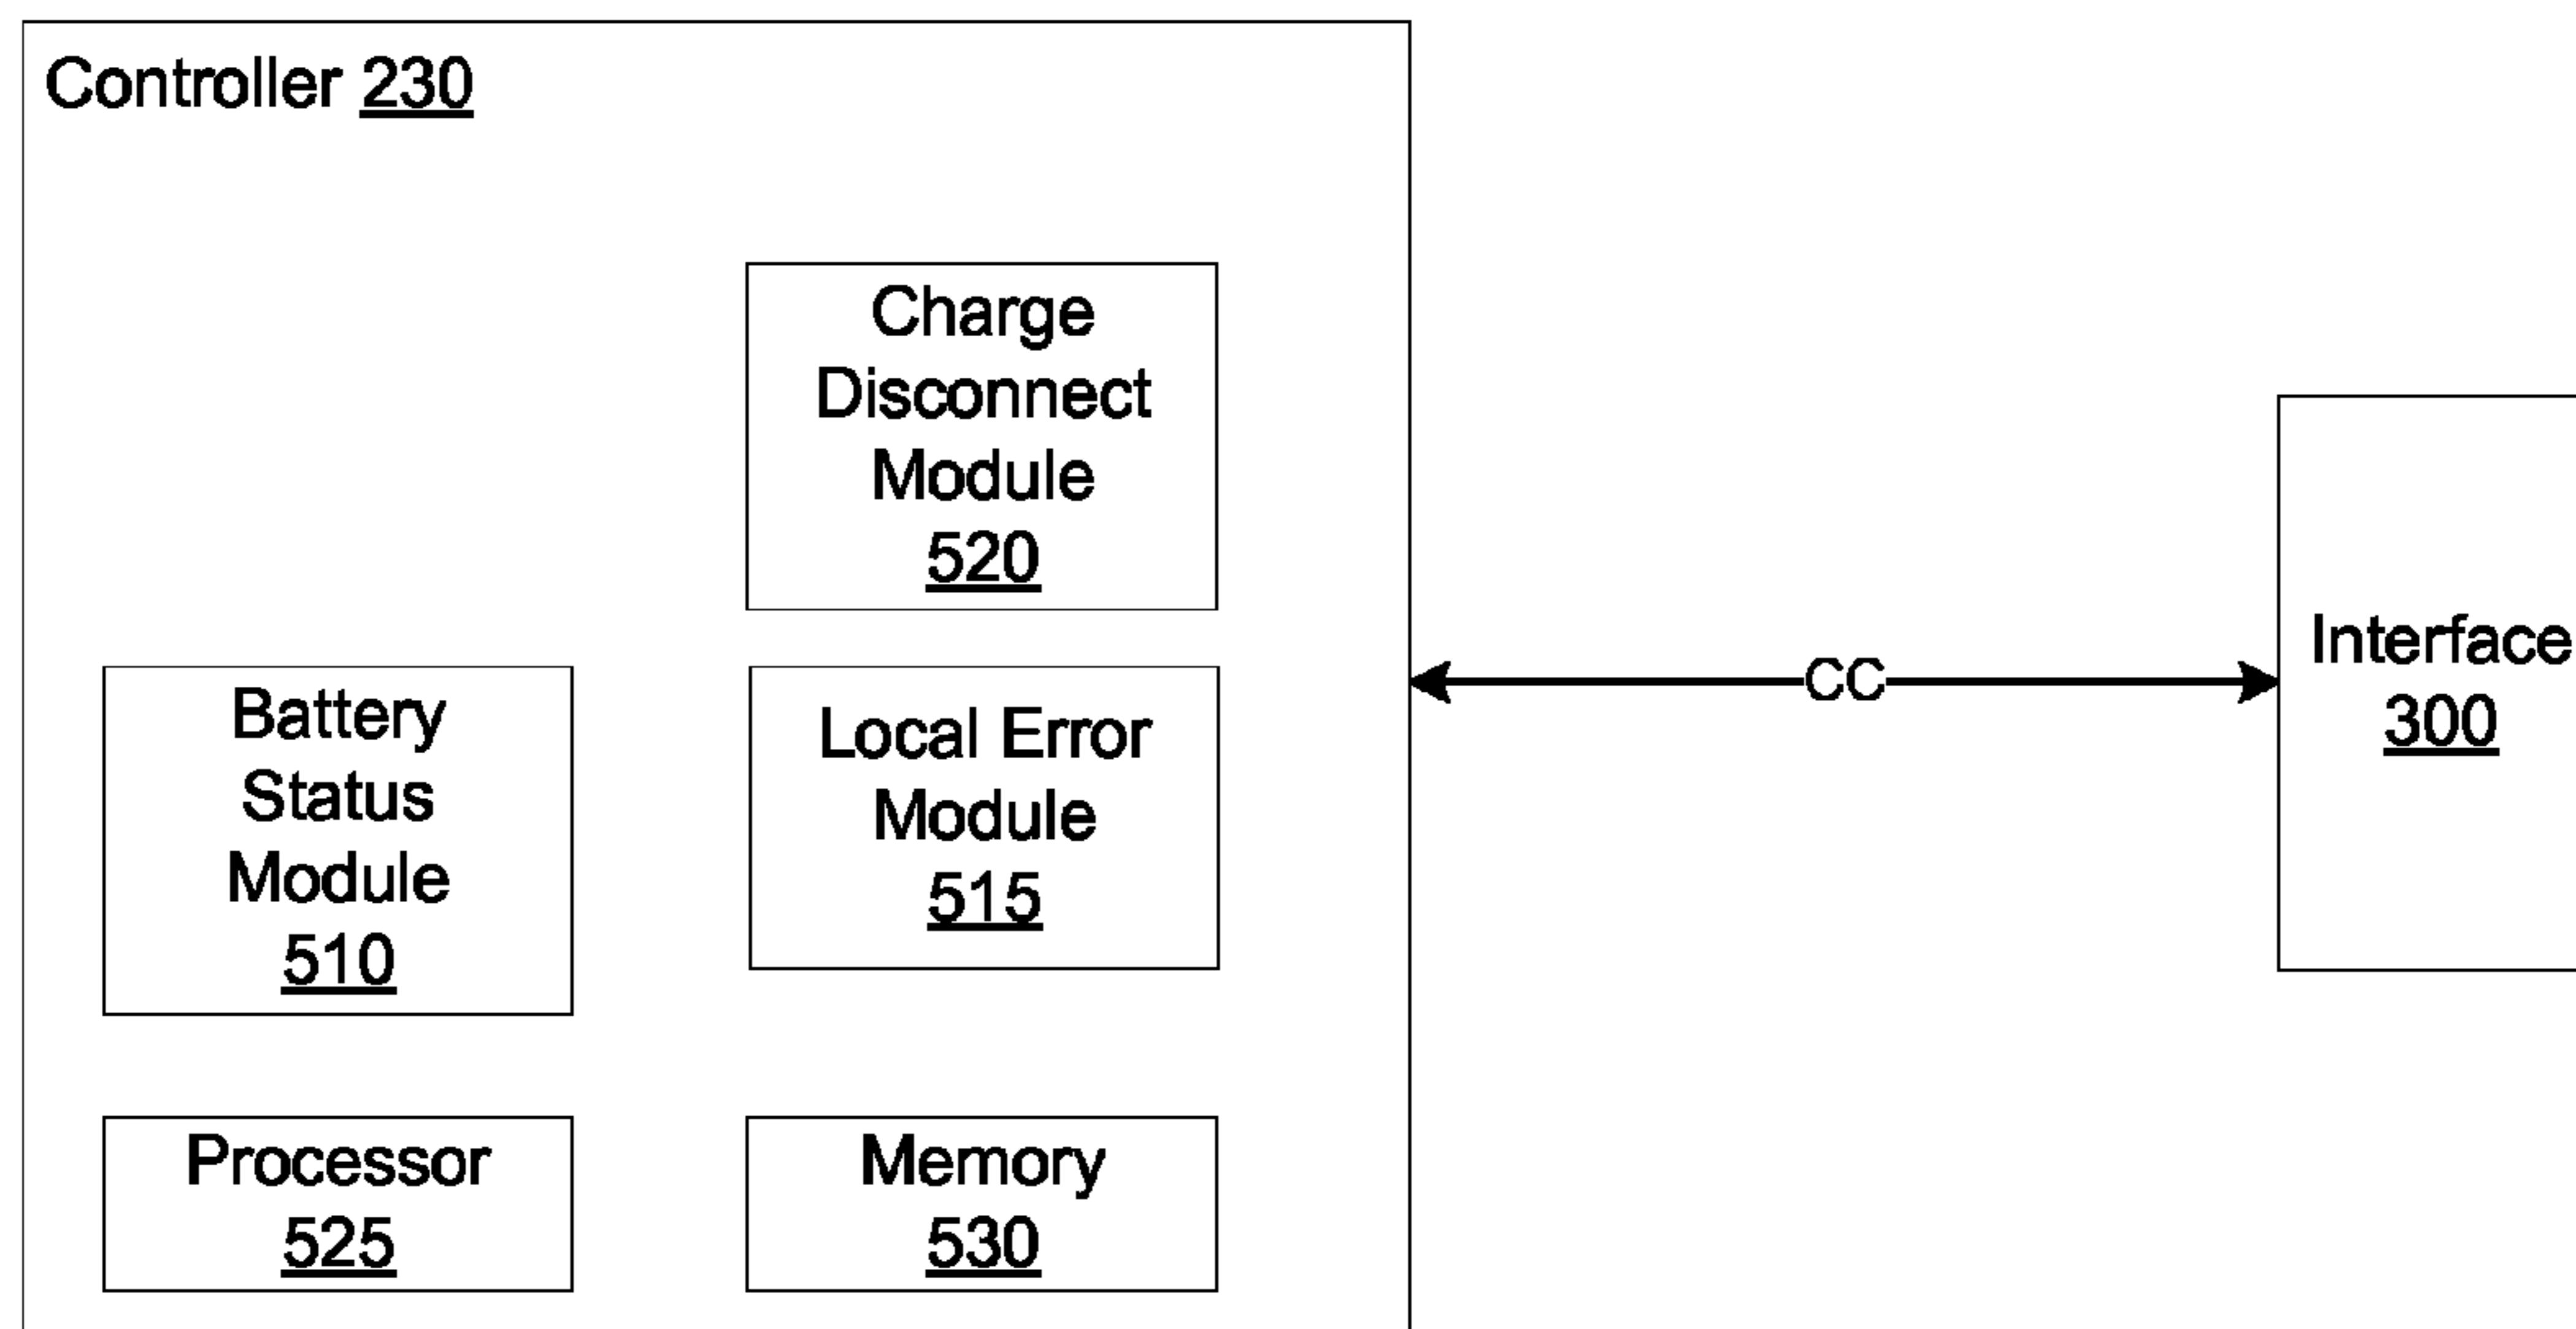 Controller 230
Charge
Disconnect
Module
520
Battery
Status
Module
510
Local Error
Module
515
Processor
525
Memory
530
CC
Interface
300